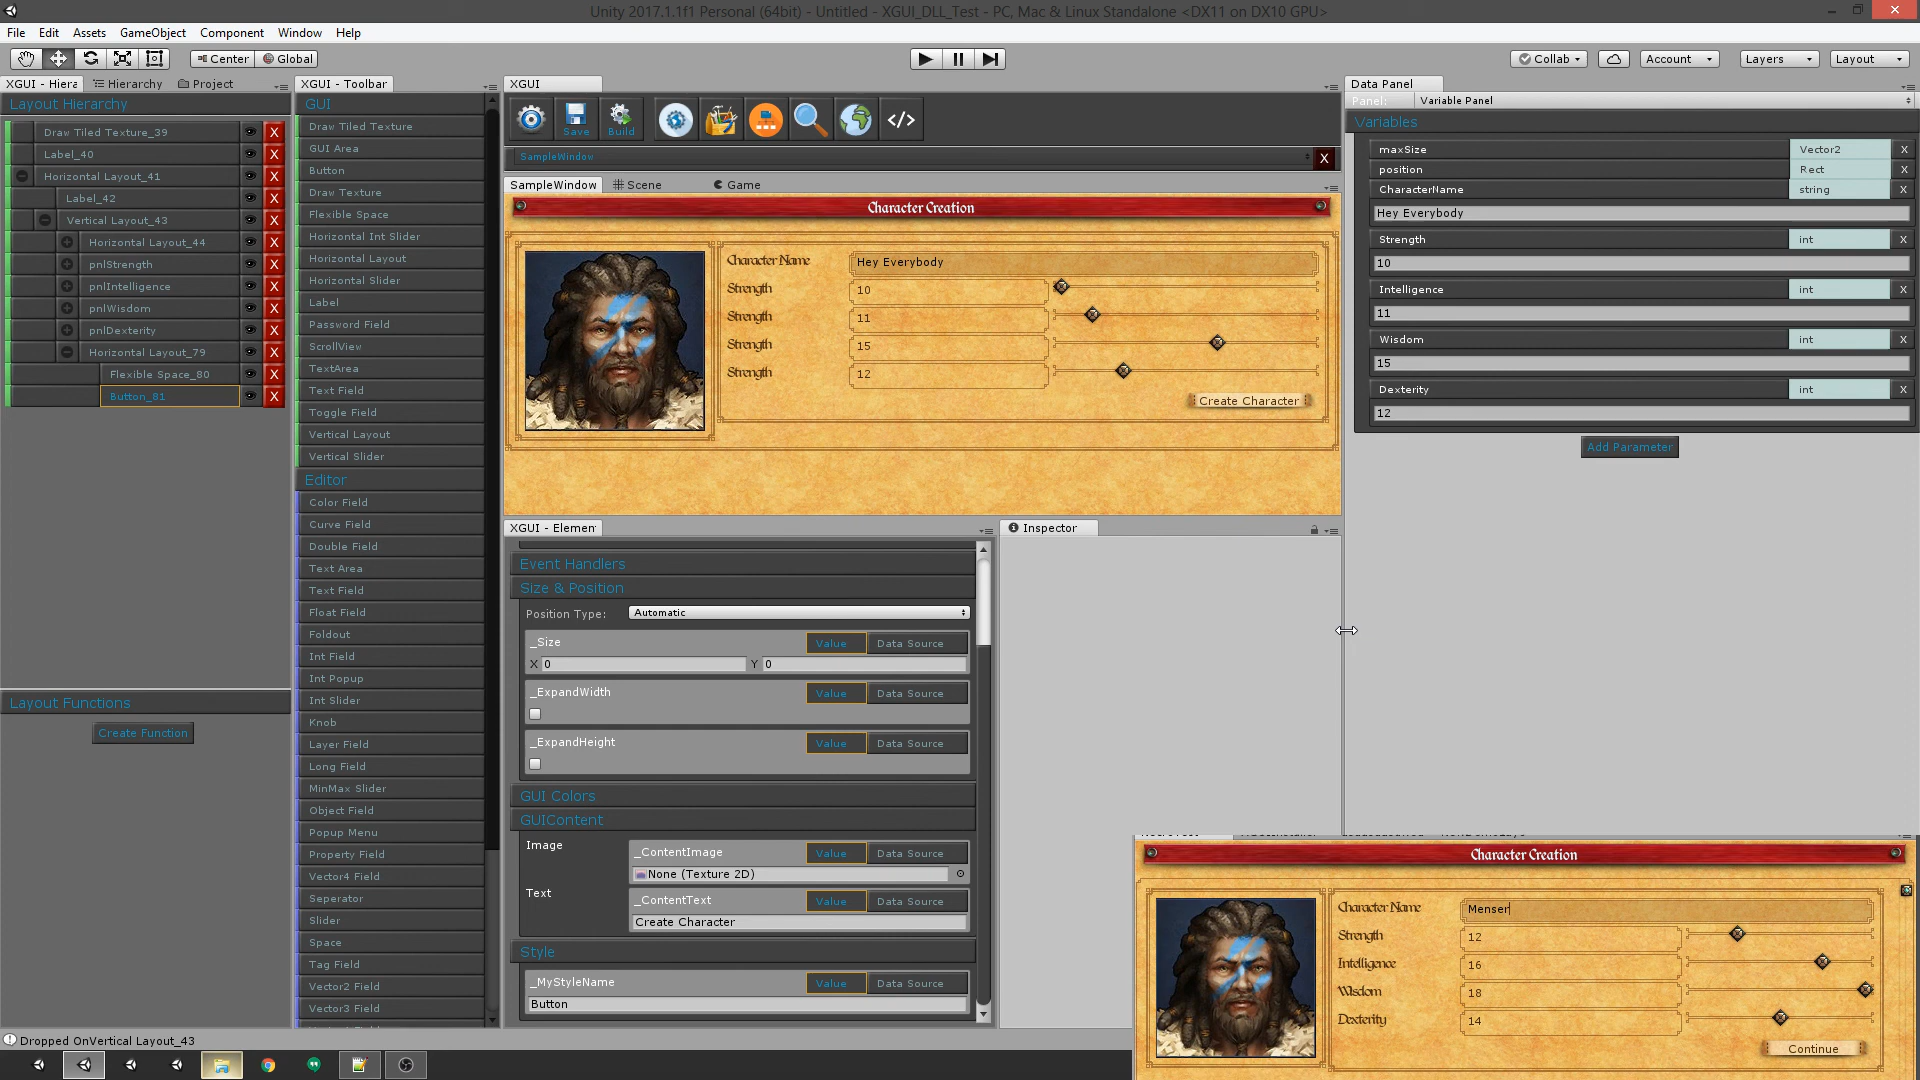 Unity 2017.1.1f1 Personal (64bit) - Untitled - XGUI_DLL_Test - PC, Mac & Linux Standalone <DX11 on DX10 GPU>
File Edit Assets GameObject Component Window Help
Center Global Collab Account Layers Layout
XGUI - Hiera Hierarchy Project
Layout Hierarchy
Draw Tiled Texture_39 X
Label_40 X
Horizontal Layout_41 X
Label_42 X
Vertical Layout_43 X
Horizontal Layout_44 X
pnlStrength X
pnlIntelligence X
pnlWisdom X
pnlDexterity X
Horizontal Layout_79 X
Flexible Space_80 X
Button_81 X
Layout Functions
Create Function
XGUI - Toolbar
GUI
Draw Tiled Texture
GUI Area
Button
Draw Texture
Flexible Space
Horizontal Int Slider
Horizontal Layout
Horizontal Slider
Label
Password Field
ScrollView
TextArea
Text Field
Toggle Field
Vertical Layout
Vertical Slider
Editor
Color Field
Curve Field
Double Field
Text Area
Text Field
Float Field
Foldout
Int Field
Int Popup
Int Slider
Knob
Layer Field
Long Field
MinMax Slider
Object Field
Popup Menu
Property Field
Vector4 Field
Seperator
Slider
Space
Tag Field
Vector2 Field
Vector3 Field
XGUI
Save Build </>
SampleWindow X
SampleWindow Scene Game
Character Creation
Character Name Hey Everybody
Strength 10
Strength 11
Strength 15
Strength 12
Create Character
XGUI - Elemen
Event Handlers
Size & Position
Position Type: Automatic
_Size Value Data Source
X 0 Y 0
_ExpandWidth Value Data Source
_ExpandHeight Value Data Source
GUI Colors
GUIContent
Image _ContentImage Value Data Source
None (Texture 2D)
Text _ContentText Value Data Source
Create Character
Style
_MyStyleName Value Data Source
Button
Inspector
Data Panel
Panel: Variable Panel
Variables
maxSize Vector2 X
position Rect X
CharacterName string X
Hey Everybody
Strength int X
10
Intelligence int X
11
Wisdom int X
15
Dexterity int X
12
Add Parameter
Character Creation
Character Name Menser
Strength 12
Intelligence 16
Wisdom 18
Dexterity 14
Continue
Dropped OnVertical Layout_43